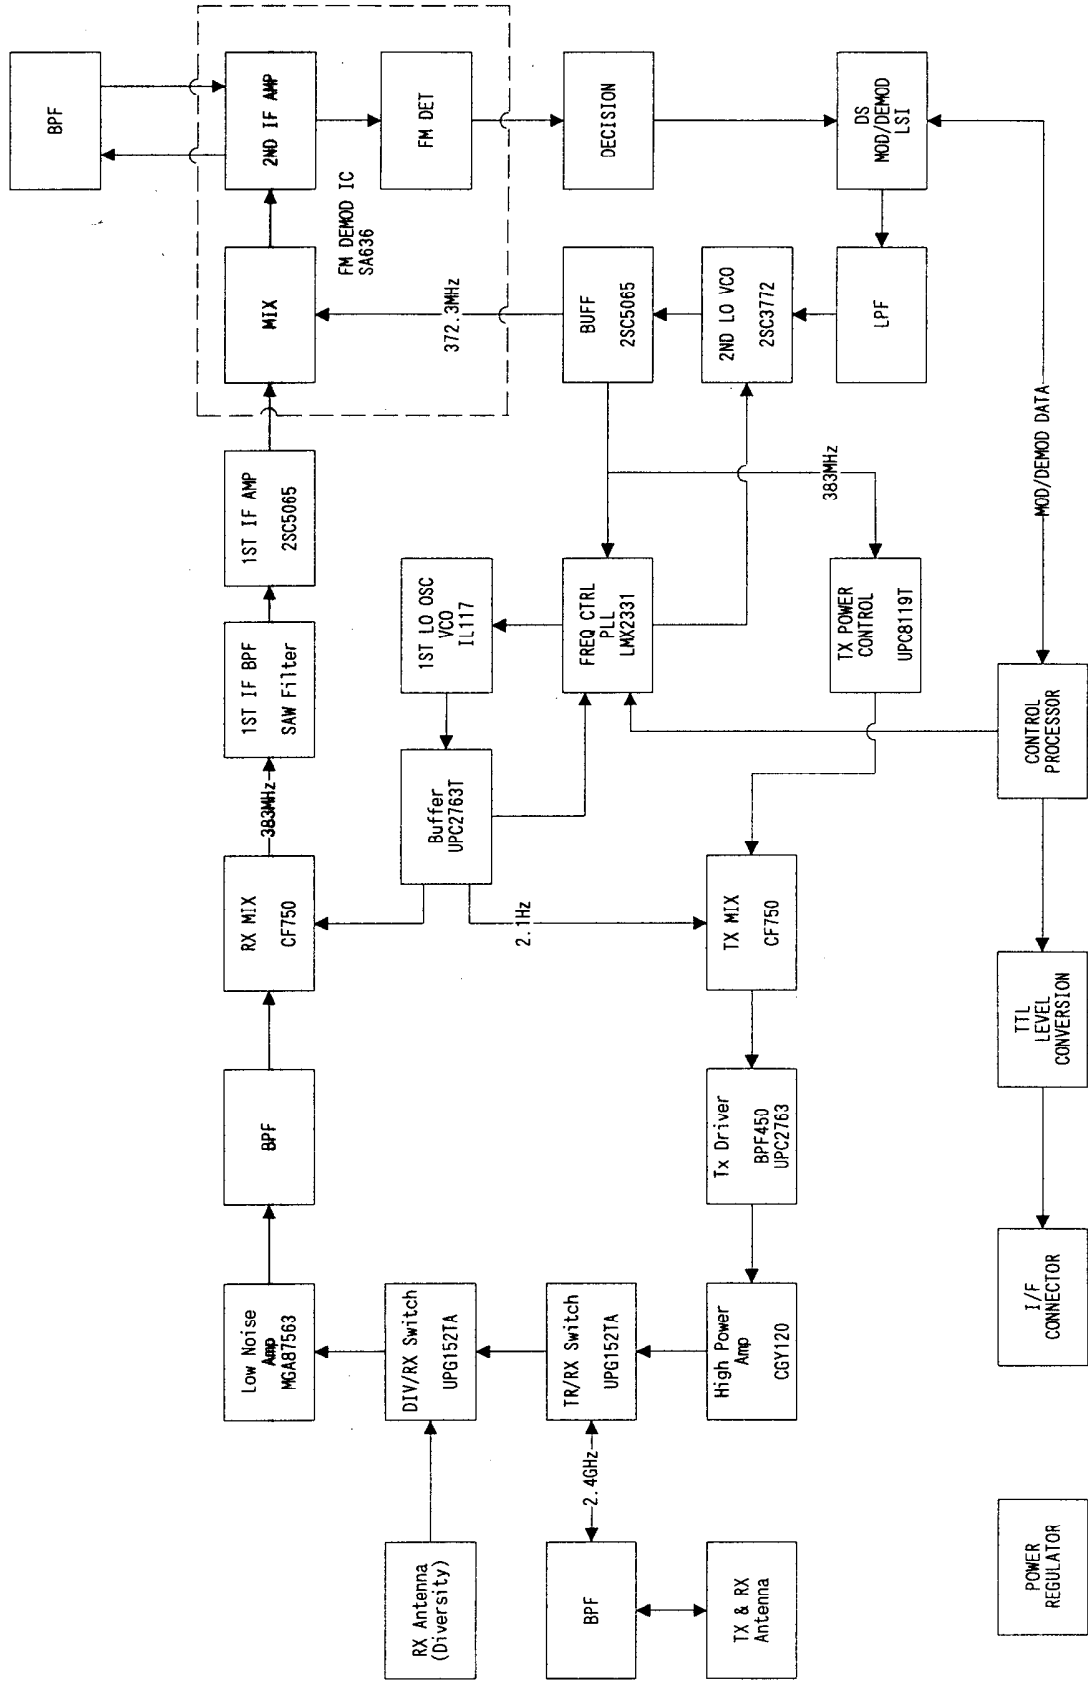 BPF
2ND IF AMP
FM DET
DECISION
DS
MOD/DEMOD
LSI
MIX
FM DEMOD IC
SA636
372.3MHz
BUFF
2SC5065
2ND LO VCO
2SC3772
LPF
1ST IF AMP
2SC5065
383MHz
MOD/DEMOD DATA
1ST IF BPF
SAW Filter
1ST LO OSC
VCO
IL117
FREQ CTRL
PLL
LMX2331
TX POWER
CONTROL
UPC8119T
383MHz
Buffer
UPC2763T
CONTROL
PROCESSOR
RX MIX
CF750
2.1Hz
TX MIX
CF750
BPF
Tx Driver
BPF450
UPC2763
TTL
LEVEL
CONVERSION
Low Noise
Amp
MGA87563
DIV/RX Switch
UPG152TA
TR/RX Switch
UPG152TA
High Power
Amp
CGY120
I/F
CONNECTOR
2.4GHz
RX Antenna
(Diversity)
BPF
TX & RX
Antenna
POWER
REGULATOR